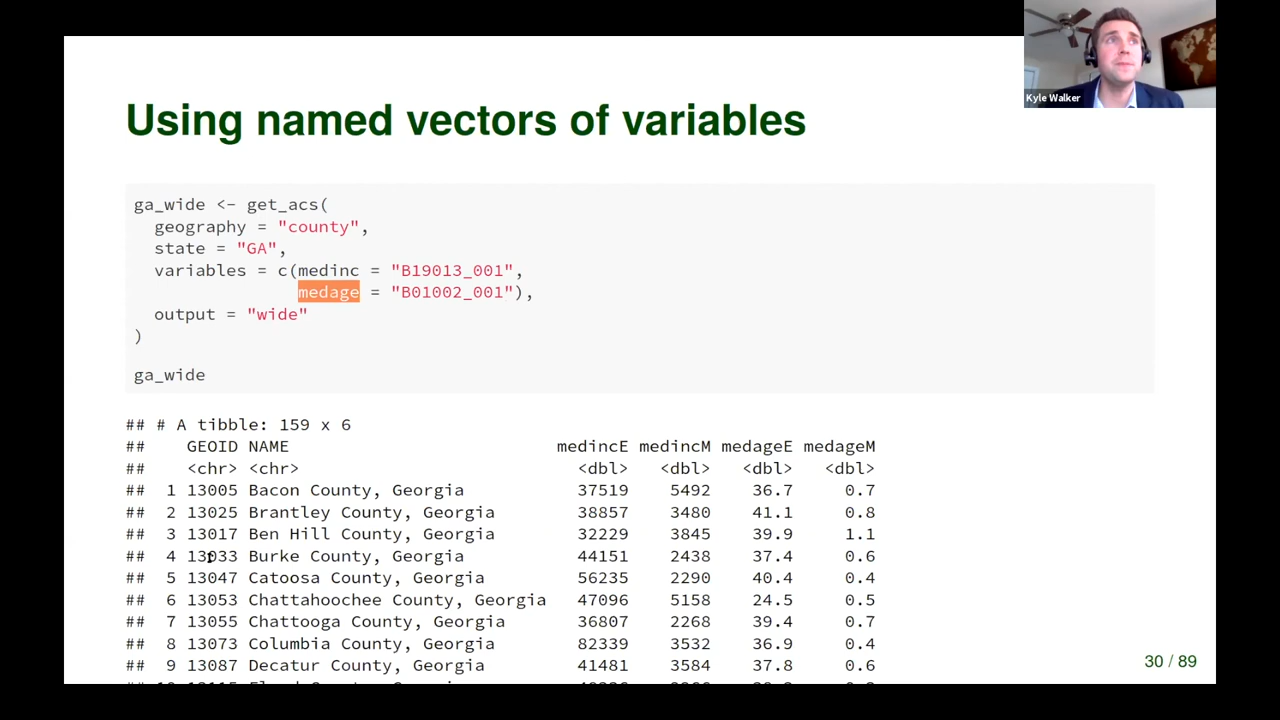 Kyle Walker
Using named vectors of variables
ga_wide <- get_acs(
  geography = "county",
  state = "GA",
  variables = c(medinc = "B19013_001",
                medage = "B01002_001"),
  output = "wide"
)
ga_wide
## # A tibble: 159 x 6
##    GEOID NAME                          medincE medincM medageE medageM
##    <chr> <chr>                           <dbl>   <dbl>   <dbl>   <dbl>
##  1 13005 Bacon County, Georgia           37519    5492    36.7     0.7
##  2 13025 Brantley County, Georgia        38857    3480    41.1     0.8
##  3 13017 Ben Hill County, Georgia        32229    3845    39.9     1.1
##  4 13033 Burke County, Georgia           44151    2438    37.4     0.6
##  5 13047 Catoosa County, Georgia         56235    2290    40.4     0.4
##  6 13053 Chattahoochee County, Georgia   47096    5158    24.5     0.5
##  7 13055 Chattooga County, Georgia       36807    2268    39.4     0.7
##  8 13073 Columbia County, Georgia        82339    3532    36.9     0.4
##  9 13087 Decatur County, Georgia         41481    3584    37.8     0.6
30 / 89